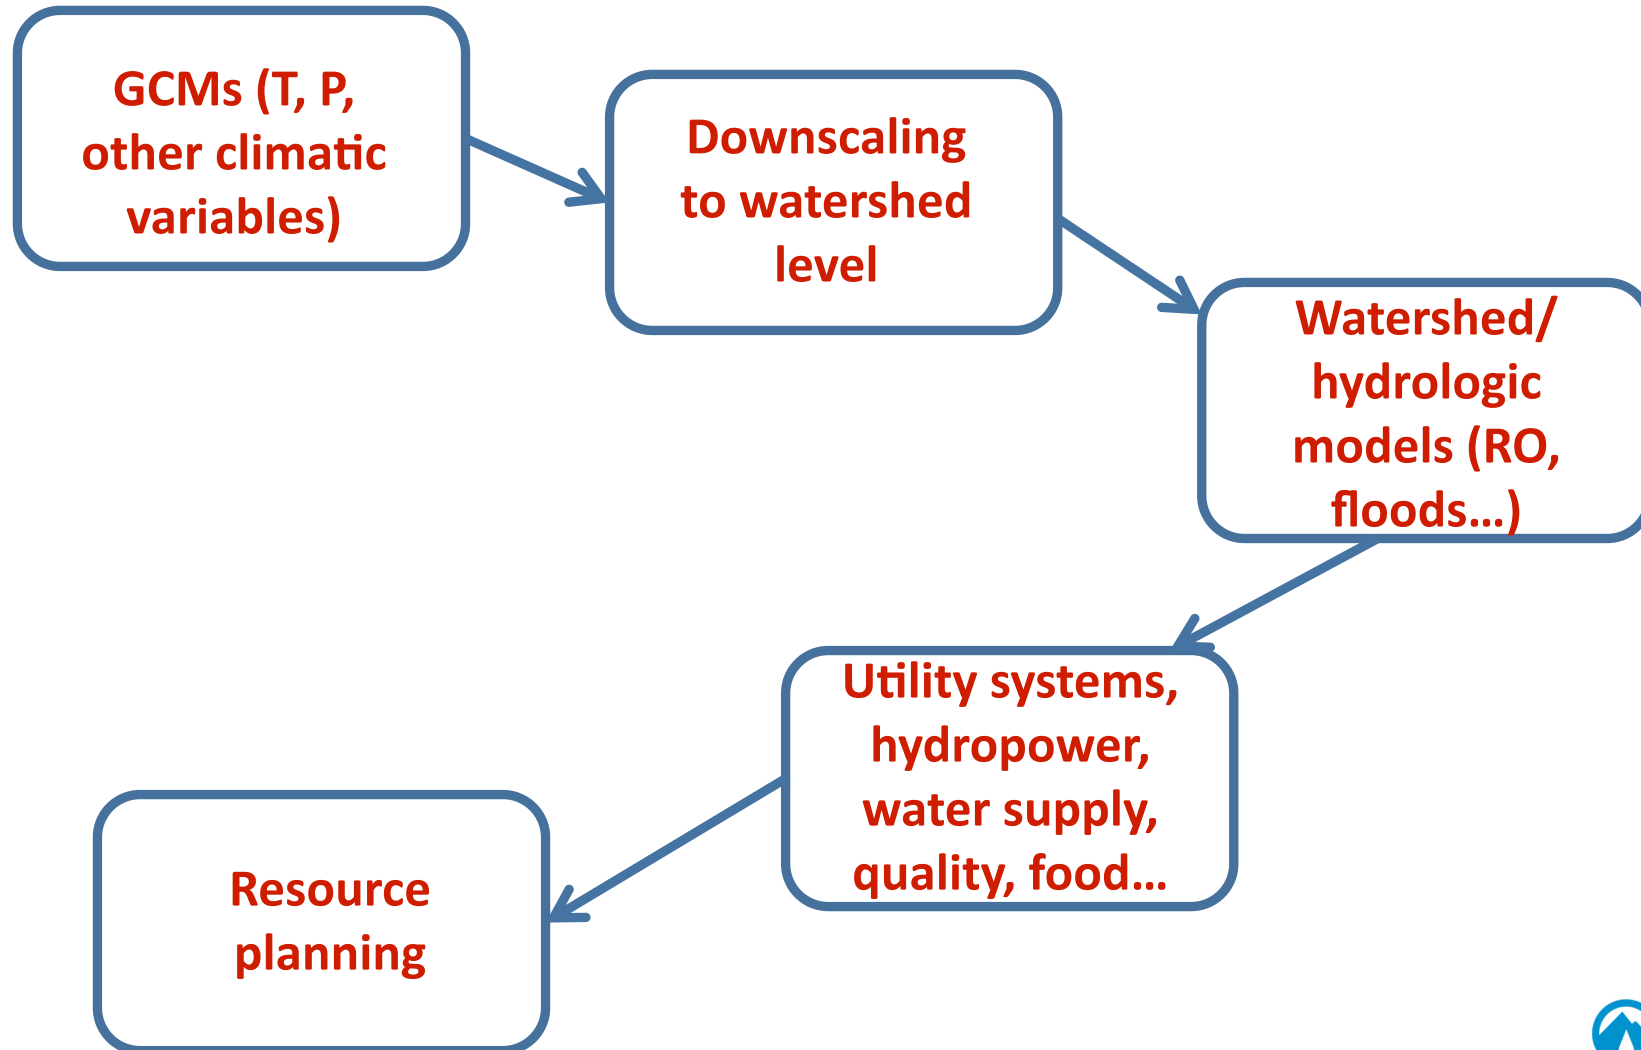 GCMs (T, P,
other climatic
variables)
Downscaling
to watershed
level
Watershed/
hydrologic
models (RO,
floods…)
Utility systems,
hydropower,
water supply,
quality, food…
Resource
planning